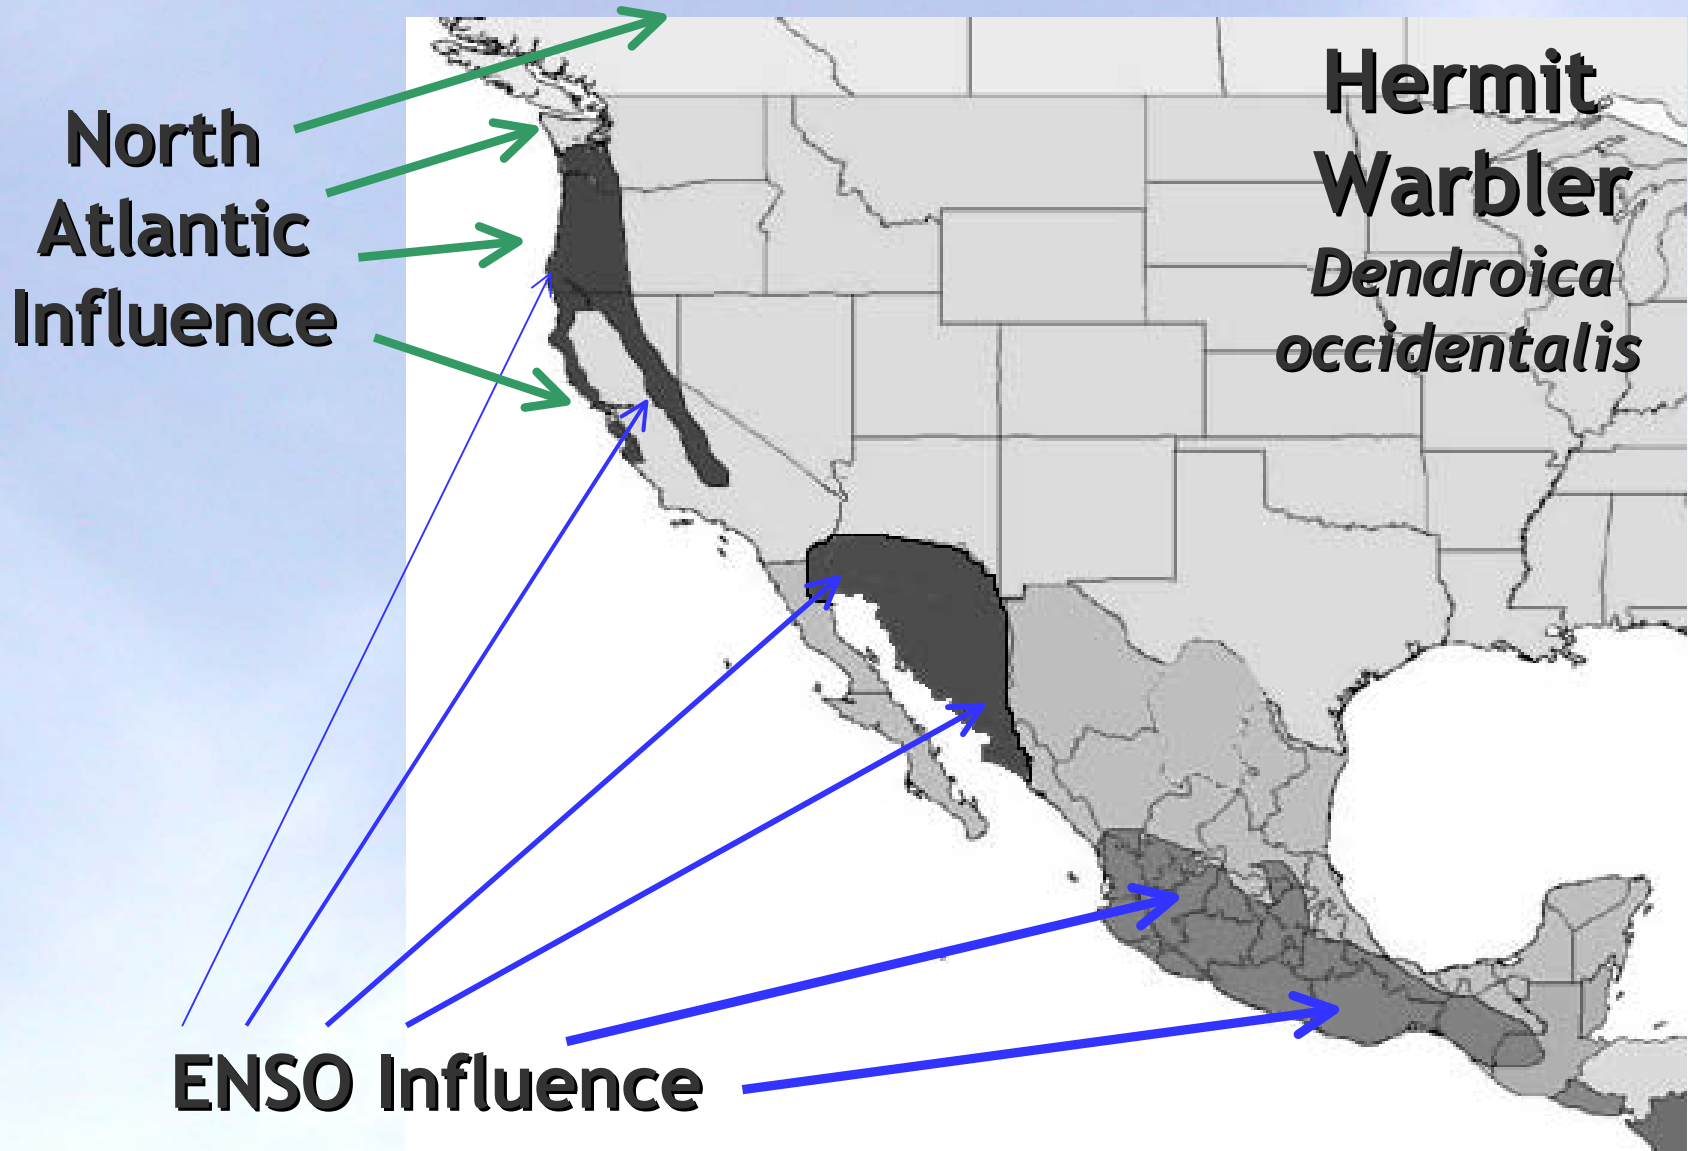 Hermit
Warbler
Dendroica
occidentalis
North
Atlantic
Influence
ENSO Influence